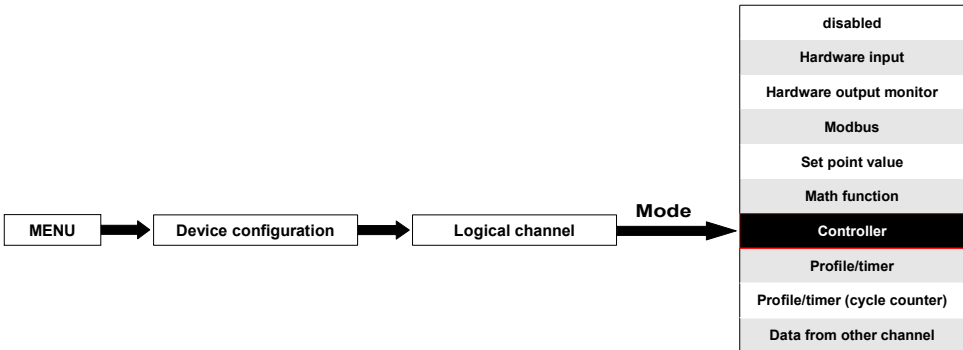 disabled
Hardware input
Hardware output monitor
Modbus
Set point value
Math function
MENU
Device configuration
Logical channel
Mode
Controller
Profile/timer
Profile/timer (cycle counter)
Data from other channel